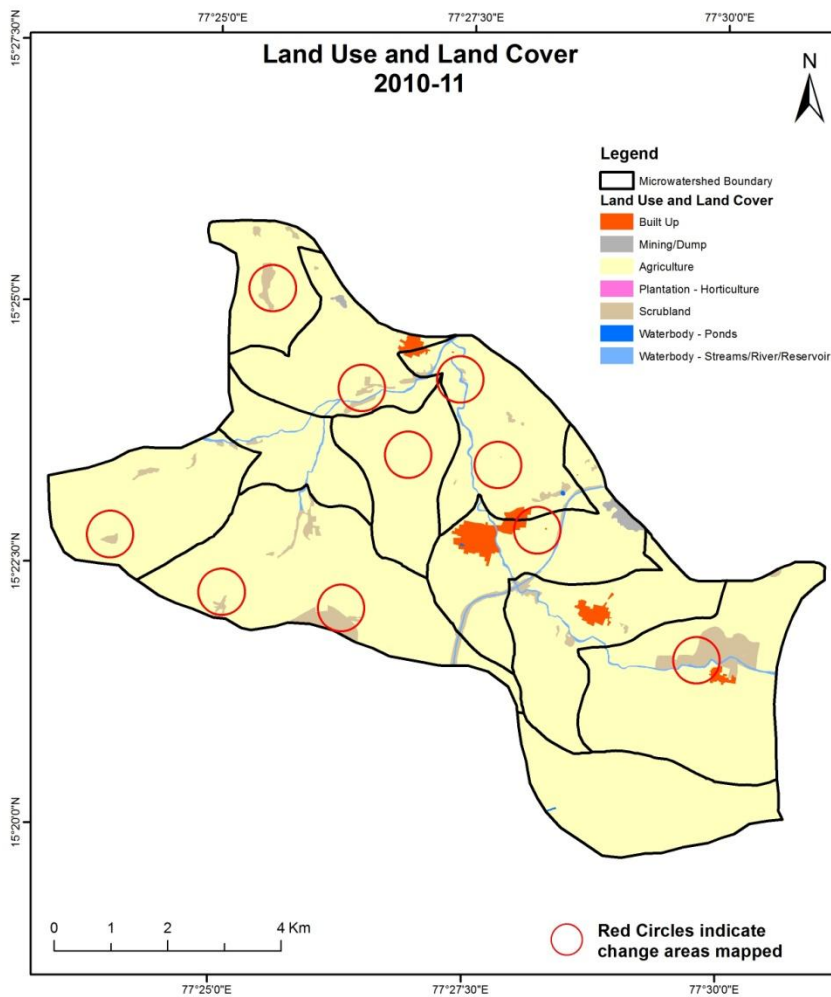 77°25'0"E
77°27'30"E
77°30'0"E
15°27'30"N
Land Use and Land Cover
2010-11
N
Legend
Microwatershed Boundary
Land Use and Land Cover
Built Up
Mining/Dump
Agriculture
Plantation - Horticulture
Scrubland
Waterbody - Ponds
Waterbody - Streams/River/Reservoir
15°25'0"N
15°22'30"N
15°20'0"N
0 1 2 4 Km
Red Circles indicate
change areas mapped
77°25'0"E
77°27'30"E
77°30'0"E